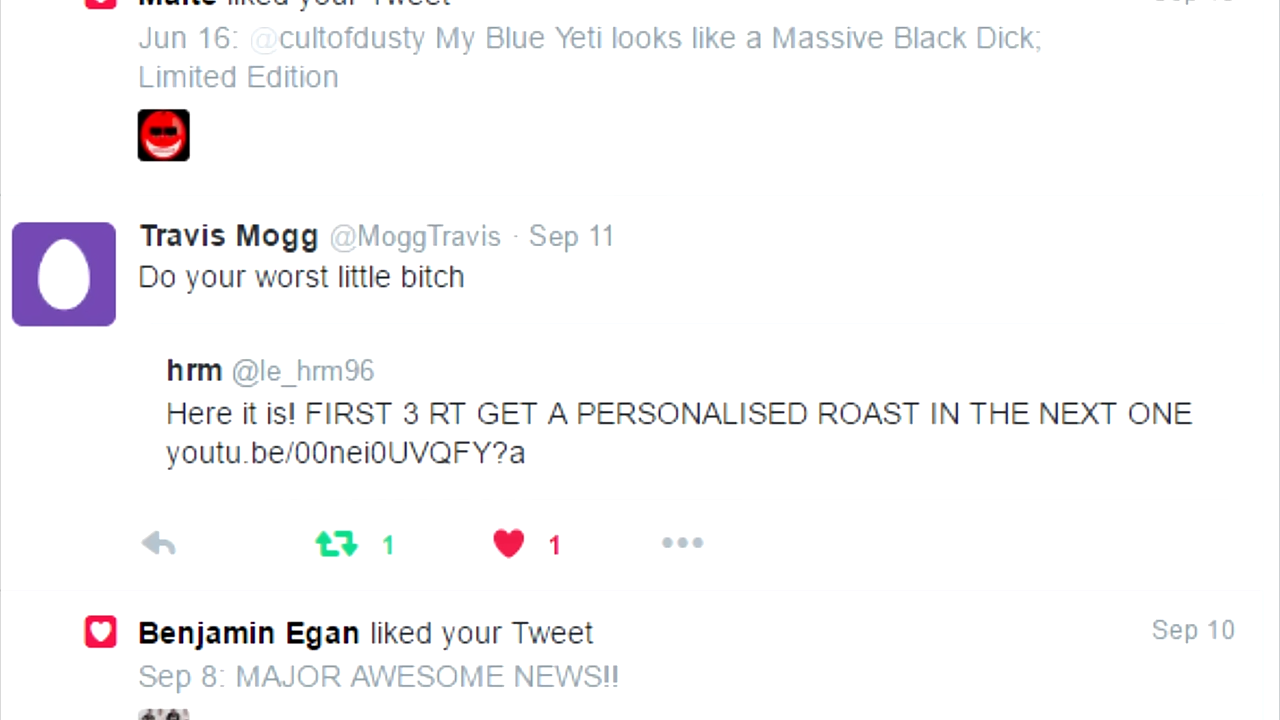 liked your Tweet
Jun 16: @cultofdusty My Blue Yeti looks like a Massive Black Dick;
Limited Edition
Travis Mogg @MoggTravis · Sep 11
Do your worst little bitch
hrm @le_hrm96
Here it is! FIRST 3 RT GET A PERSONALISED ROAST IN THE NEXT ONE
youtu.be/00nei0UVQFY?a
1 1
Benjamin Egan liked your Tweet Sep 10
Sep 8: MAJOR AWESOME NEWS!!